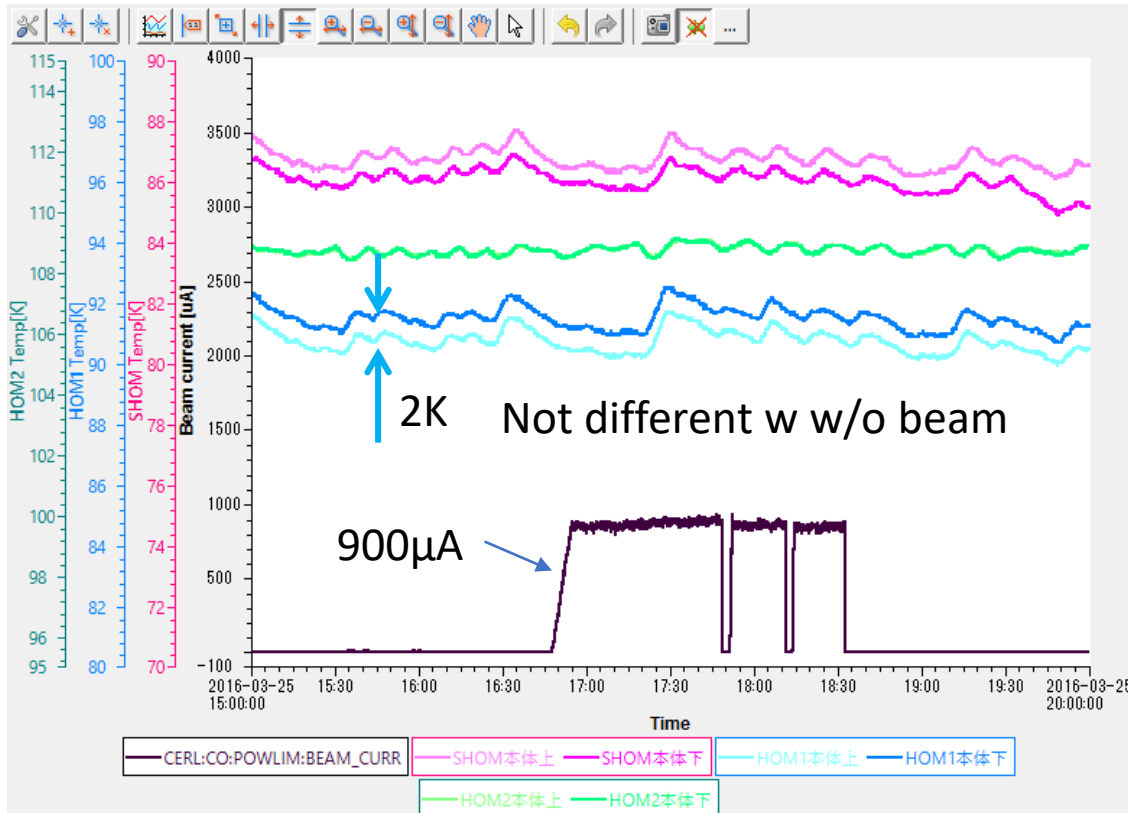 ...
115 100 90 4000
114
98 88 3500
112
96 86
3000
110
94 84
108 2500
92 82
106
90 80 2000
104
88 78 2K Not different w w/o beam
1500
102
86 76
100 1000
84 74
900µA
98 500
82 72
96
95 80 70 -100
HOM2 Temp[K] HOM1 Temp[K] SHOM Temp[K] Beam current [uA]
2016-03-25 15:30 16:00 16:30 17:00 17:30 18:00 18:30 19:00 19:30 2016-03-25
15:00:00 20:00:00
Time
CERL:CO:POWLIM:BEAM_CURR SHOM本体上 SHOM本体下 HOM1本体上 HOM1本体下
HOM2本体上 HOM2本体下